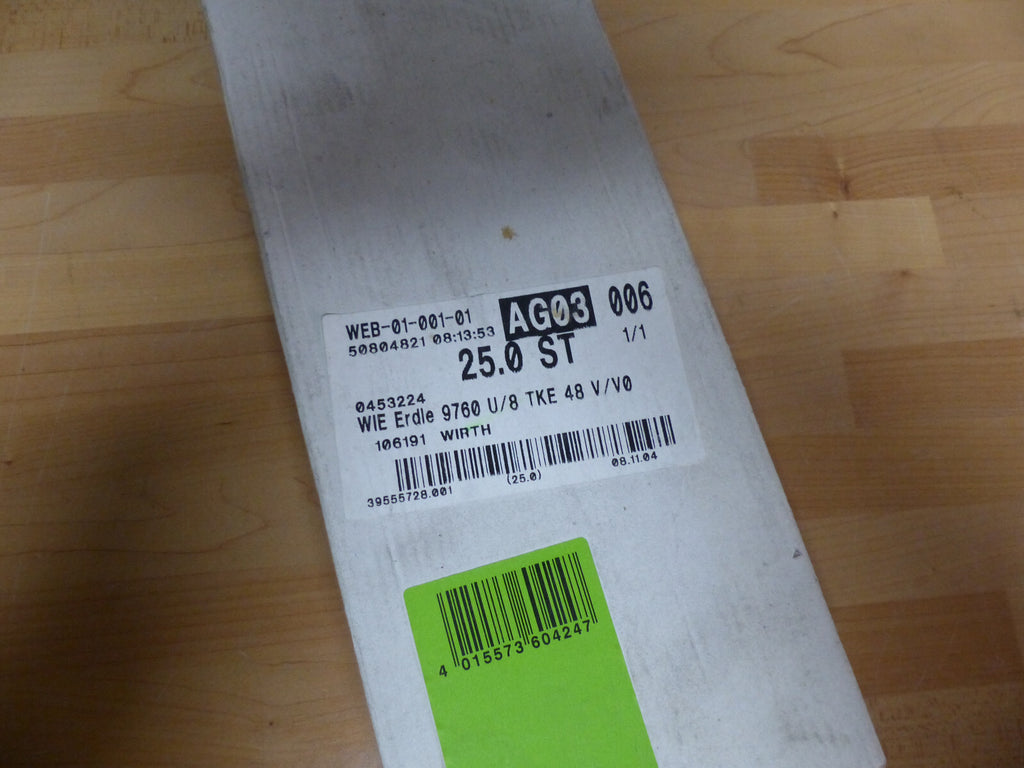 WEB-01-001-01 AG03 006
50804821 08:13:53
25.0 ST 1/1
0453224
WIE Erdle 9760 U/8 TKE 48 V/V0
106191 WIRTH
39555728.001 (25.0) 08.11.04
4 015573 604247